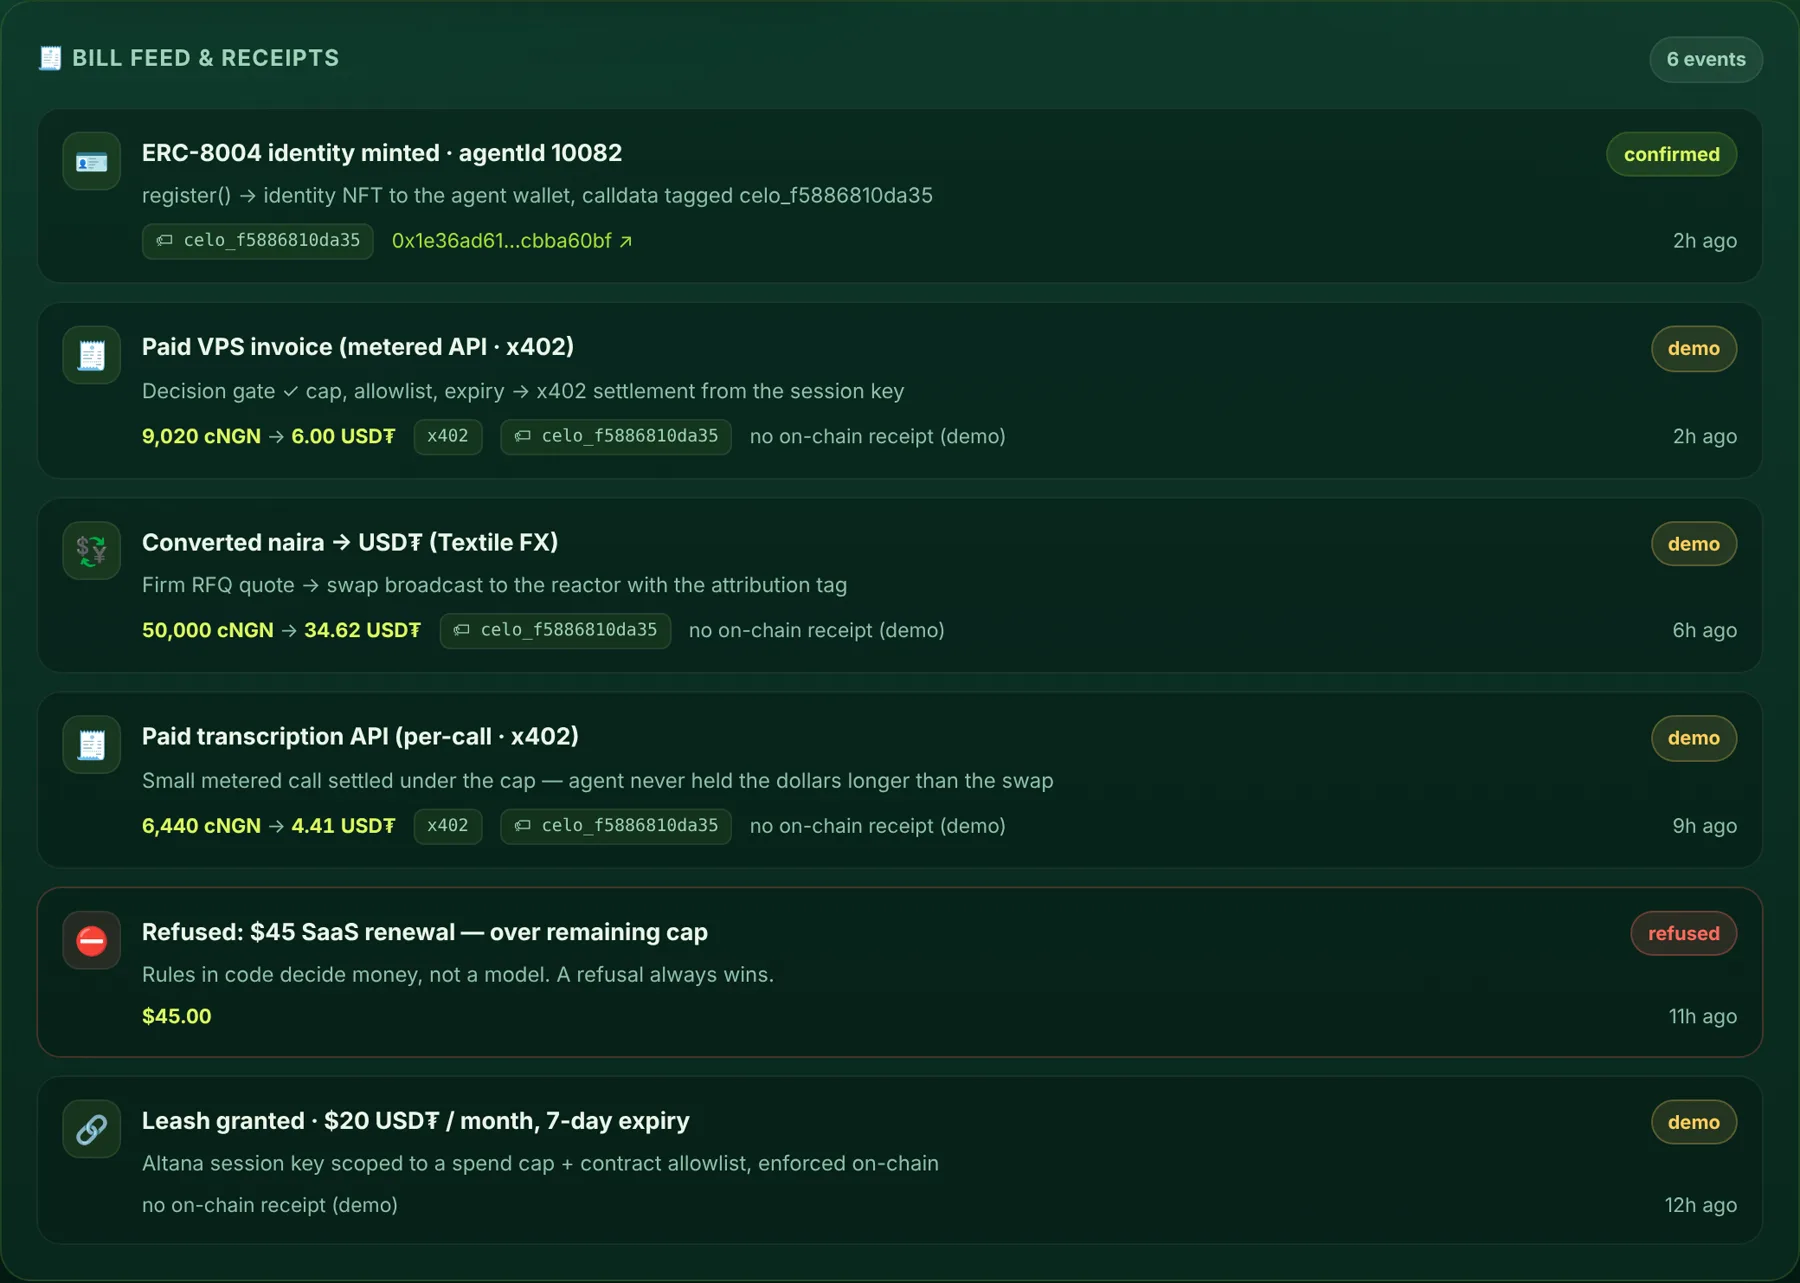 BILL FEED & RECEIPTS
6 events
ERC-8004 identity minted · agentId 10082
confirmed
register() → identity NFT to the agent wallet, calldata tagged celo_f5886810da35
celo_f5886810da35 0x1e36ad61…cbba60bf ↗ 2h ago
Paid VPS invoice (metered API · x402)
demo
Decision gate ✓ cap, allowlist, expiry → x402 settlement from the session key
9,020 cNGN → 6.00 USD₮ x402 celo_f5886810da35 no on-chain receipt (demo) 2h ago
Converted naira → USD₮ (Textile FX)
demo
Firm RFQ quote → swap broadcast to the reactor with the attribution tag
50,000 cNGN → 34.62 USD₮ celo_f5886810da35 no on-chain receipt (demo) 6h ago
Paid transcription API (per-call · x402)
demo
Small metered call settled under the cap — agent never held the dollars longer than the swap
6,440 cNGN → 4.41 USD₮ x402 celo_f5886810da35 no on-chain receipt (demo) 9h ago
Refused: $45 SaaS renewal — over remaining cap
refused
Rules in code decide money, not a model. A refusal always wins.
$45.00 11h ago
Leash granted · $20 USD₮ / month, 7-day expiry
demo
Altana session key scoped to a spend cap + contract allowlist, enforced on-chain
no on-chain receipt (demo) 12h ago